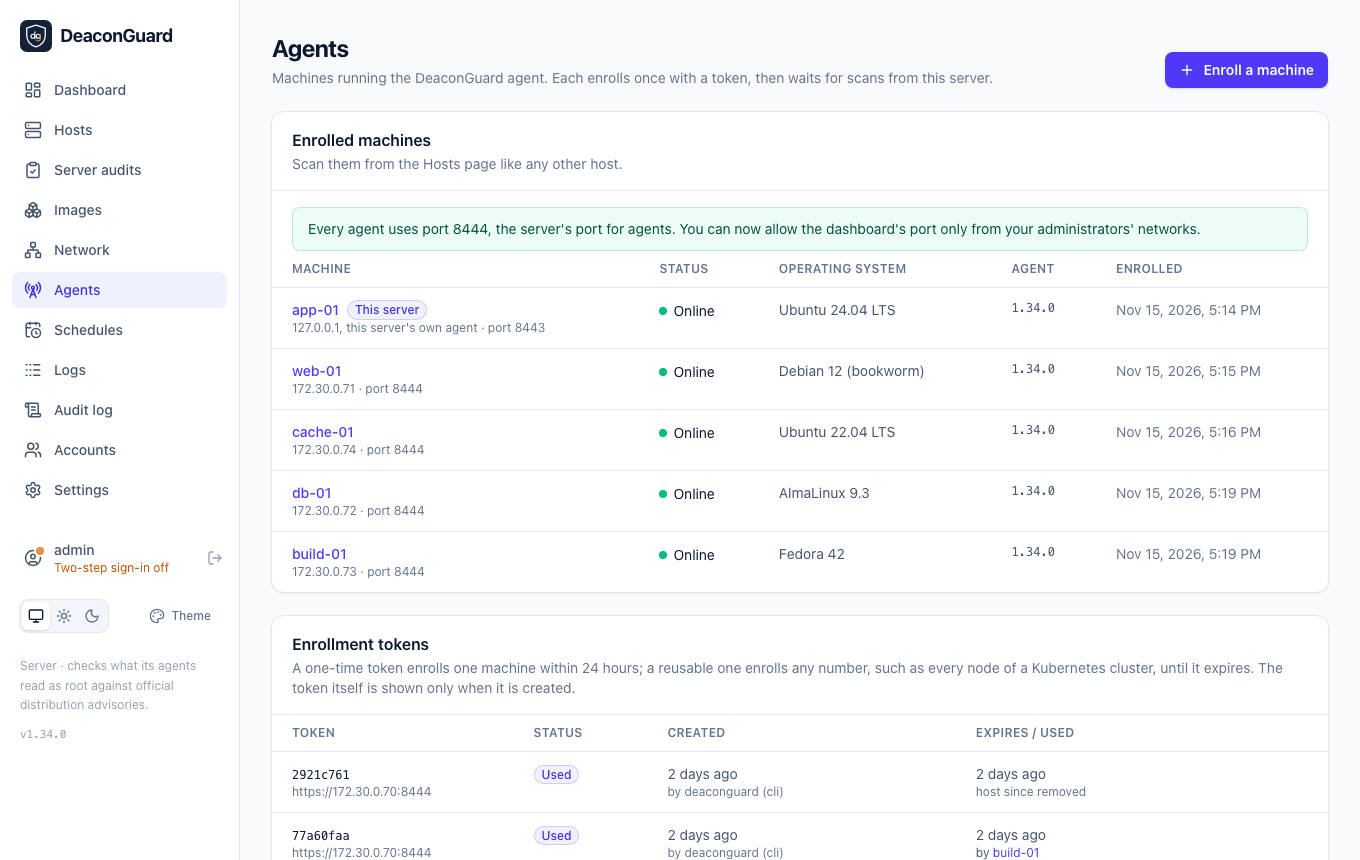 dg
DeaconGuard
Dashboard
Hosts
Server audits
Images
Network
Agents
Schedules
Logs
Audit log
Accounts
Settings
admin
Two-step sign-in off
Theme
Server · checks what its agents
read as root against official
distribution advisories.
v1.34.0
Agents
Machines running the DeaconGuard agent. Each enrolls once with a token, then waits for scans from this server.
Enroll a machine
Enrolled machines
Scan them from the Hosts page like any other host.
Every agent uses port 8444, the server's port for agents. You can now allow the dashboard's port only from your administrators' networks.
MACHINE STATUS OPERATING SYSTEM AGENT ENROLLED
app-01 This server Online Ubuntu 24.04 LTS 1.34.0 Nov 15, 2026, 5:14 PM
127.0.0.1, this server's own agent · port 8443
web-01 Online Debian 12 (bookworm) 1.34.0 Nov 15, 2026, 5:15 PM
172.30.0.71 · port 8444
cache-01 Online Ubuntu 22.04 LTS 1.34.0 Nov 15, 2026, 5:16 PM
172.30.0.74 · port 8444
db-01 Online AlmaLinux 9.3 1.34.0 Nov 15, 2026, 5:19 PM
172.30.0.72 · port 8444
build-01 Online Fedora 42 1.34.0 Nov 15, 2026, 5:19 PM
172.30.0.73 · port 8444
Enrollment tokens
A one-time token enrolls one machine within 24 hours; a reusable one enrolls any number, such as every node of a Kubernetes cluster, until it expires. The
token itself is shown only when it is created.
TOKEN STATUS CREATED EXPIRES / USED
2921c761 Used 2 days ago 2 days ago
https://172.30.0.70:8444 by deaconguard (cli) host since removed
77a60faa Used 2 days ago 2 days ago
https://172.30.0.70:8444 by deaconguard (cli) by build-01